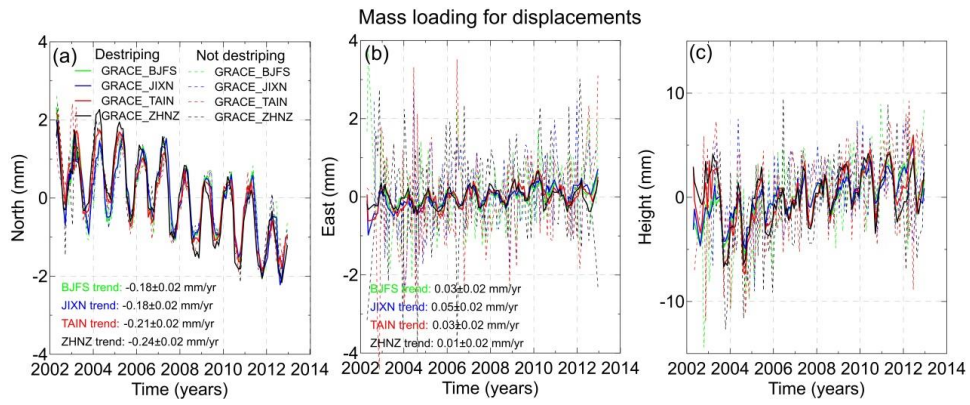 Mass loading for displacements
(a)
Destriping Not destriping
GRACE_BJFS GRACE_BJFS
GRACE_JIXN GRACE_JIXN
GRACE_TAIN GRACE_TAIN
GRACE_ZHNZ GRACE_ZHNZ
4
2
0
-2
-4
North (mm)
BJFS trend: -0.18±0.02 mm/yr
JIXN trend: -0.18±0.02 mm/yr
TAIN trend: -0.21±0.02 mm/yr
ZHNZ trend: -0.24±0.02 mm/yr
2002 2004 2006 2008 2010 2012 2014
Time (years)
(b)
4
2
0
-2
-4
East (mm)
BJFS trend: 0.03±0.02 mm/yr
JIXN trend: 0.05±0.02 mm/yr
TAIN trend: 0.03±0.02 mm/yr
ZHNZ trend: 0.01±0.02 mm/yr
2002 2004 2006 2008 2010 2012 2014
Time (years)
(c)
10
0
-10
Height (mm)
2002 2004 2006 2008 2010 2012 2014
Time (years)